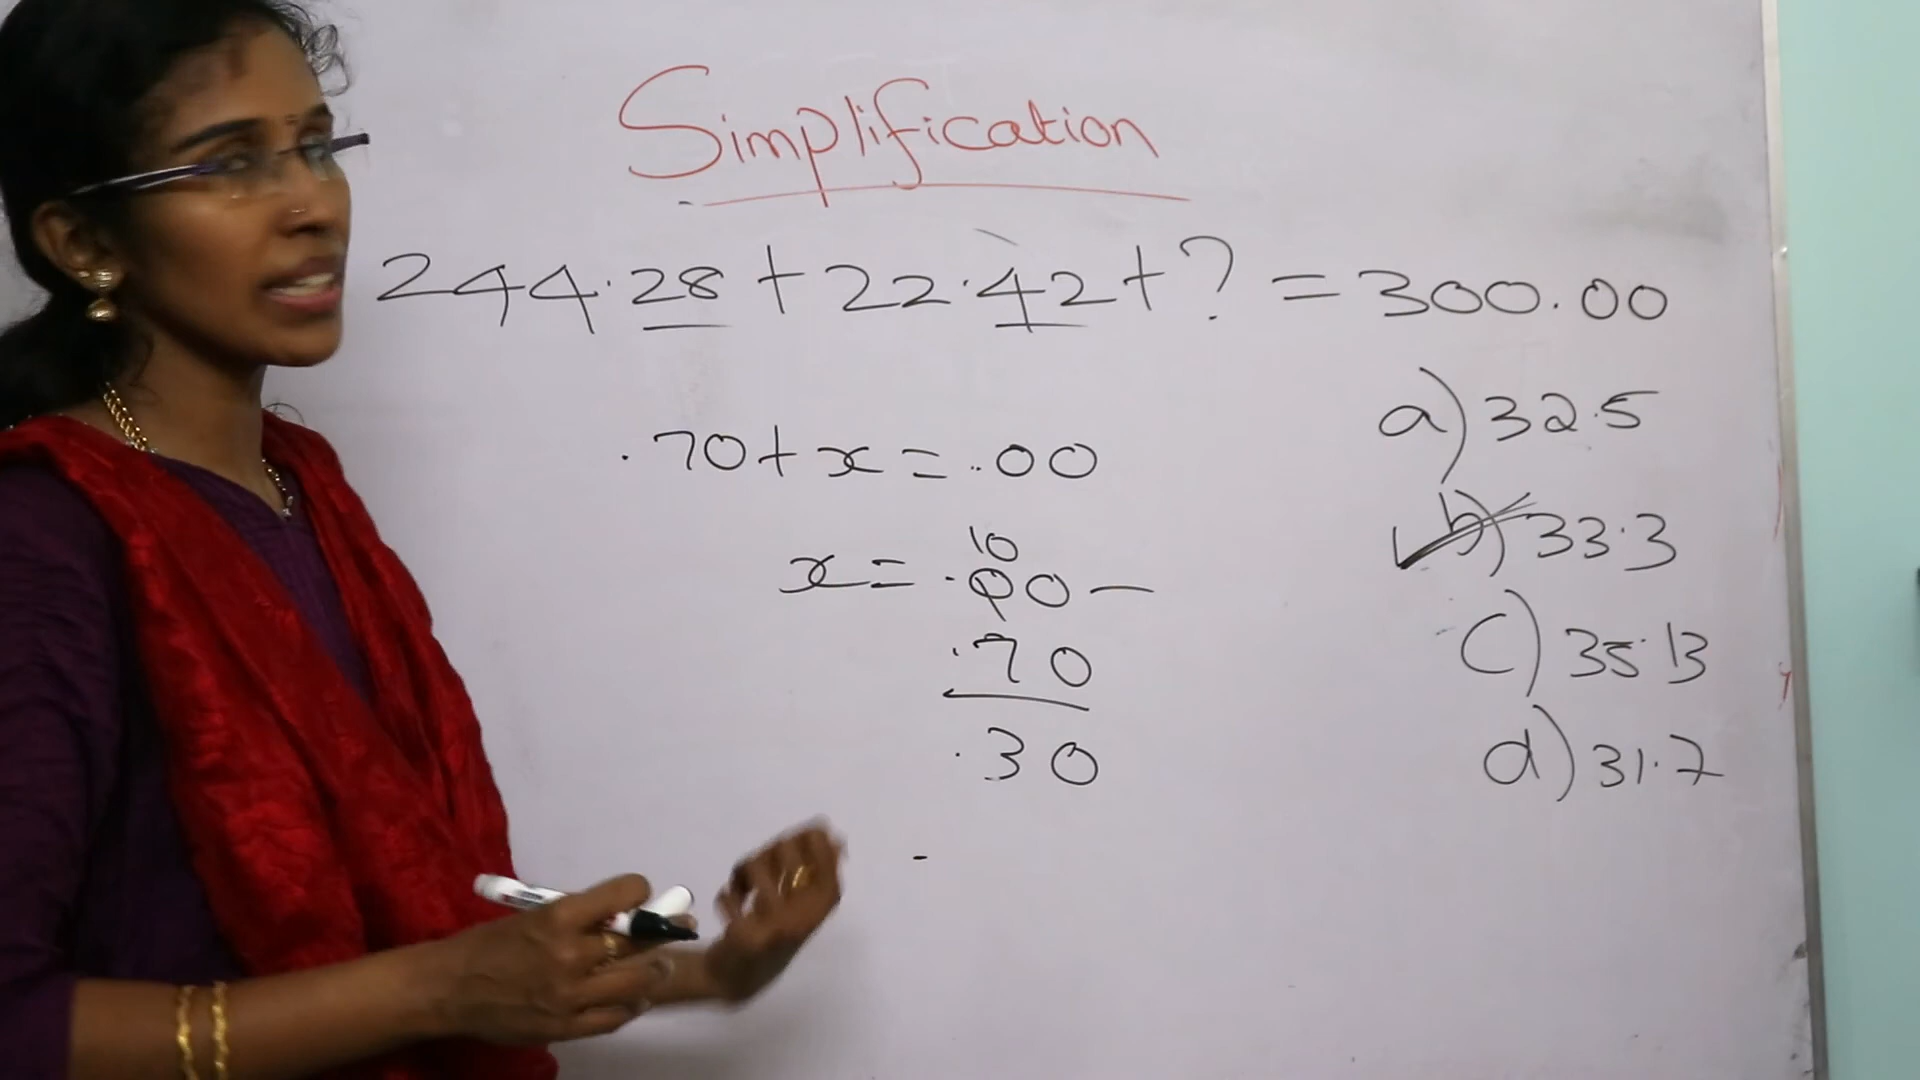 Simplification
244.28 + 22.42 + ? = 300.00
.70 + x = .00
10
x = .00 —
.70
.30
a) 32.5
b) 33.3
c) 35.13
d) 31.7